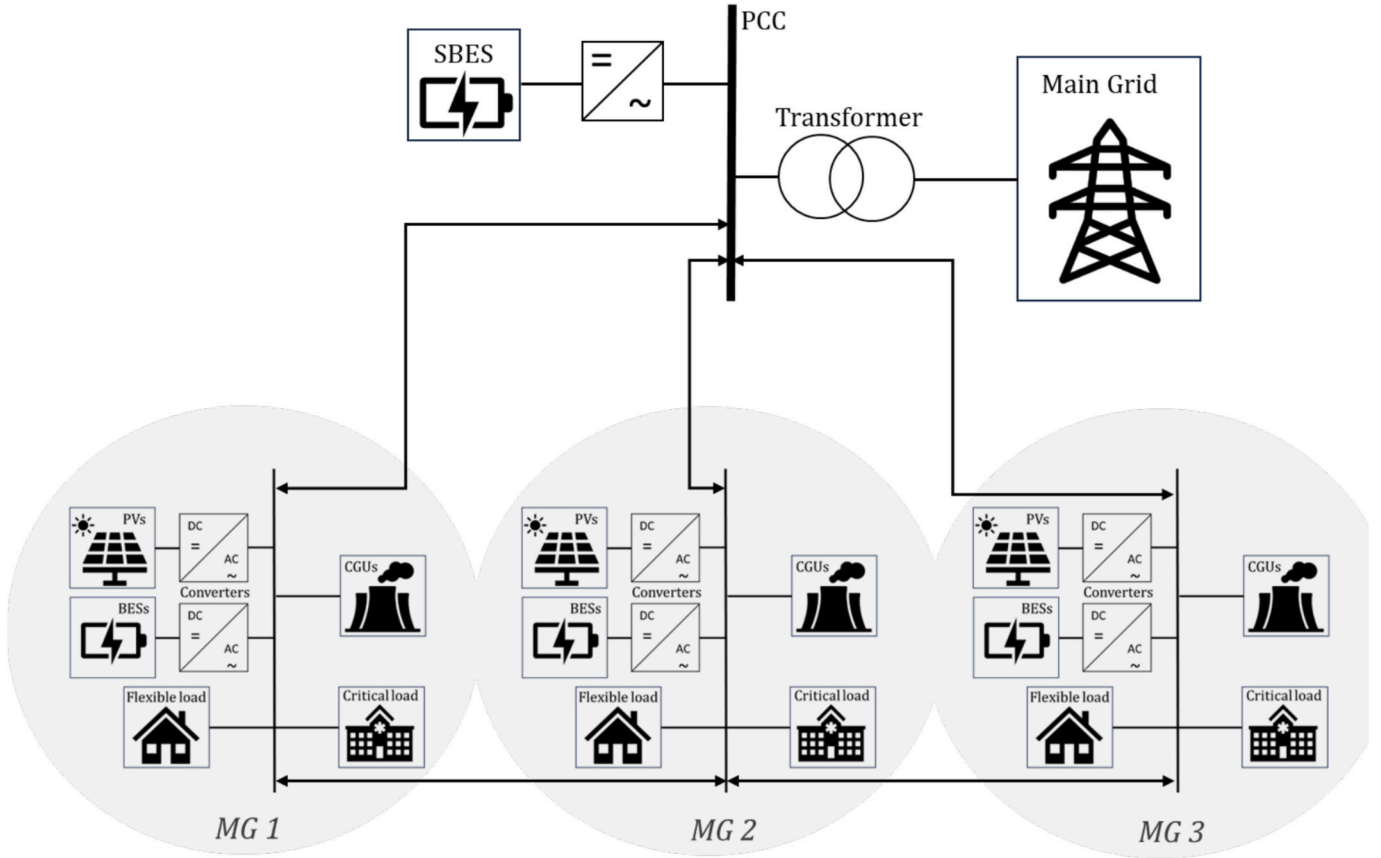 PCC
SBES
=
~
Main Grid
Transformer
PVs
DC
=
AC
~
CGUs
Converters
BESs
DC
=
AC
~
Flexible load
Critical load
MG 1
PVs
DC
=
AC
~
CGUs
Converters
BESs
DC
=
AC
~
Flexible load
Critical load
MG 2
PVs
DC
=
AC
~
CGUs
Converters
BESs
DC
=
AC
~
Flexible load
Critical load
MG 3